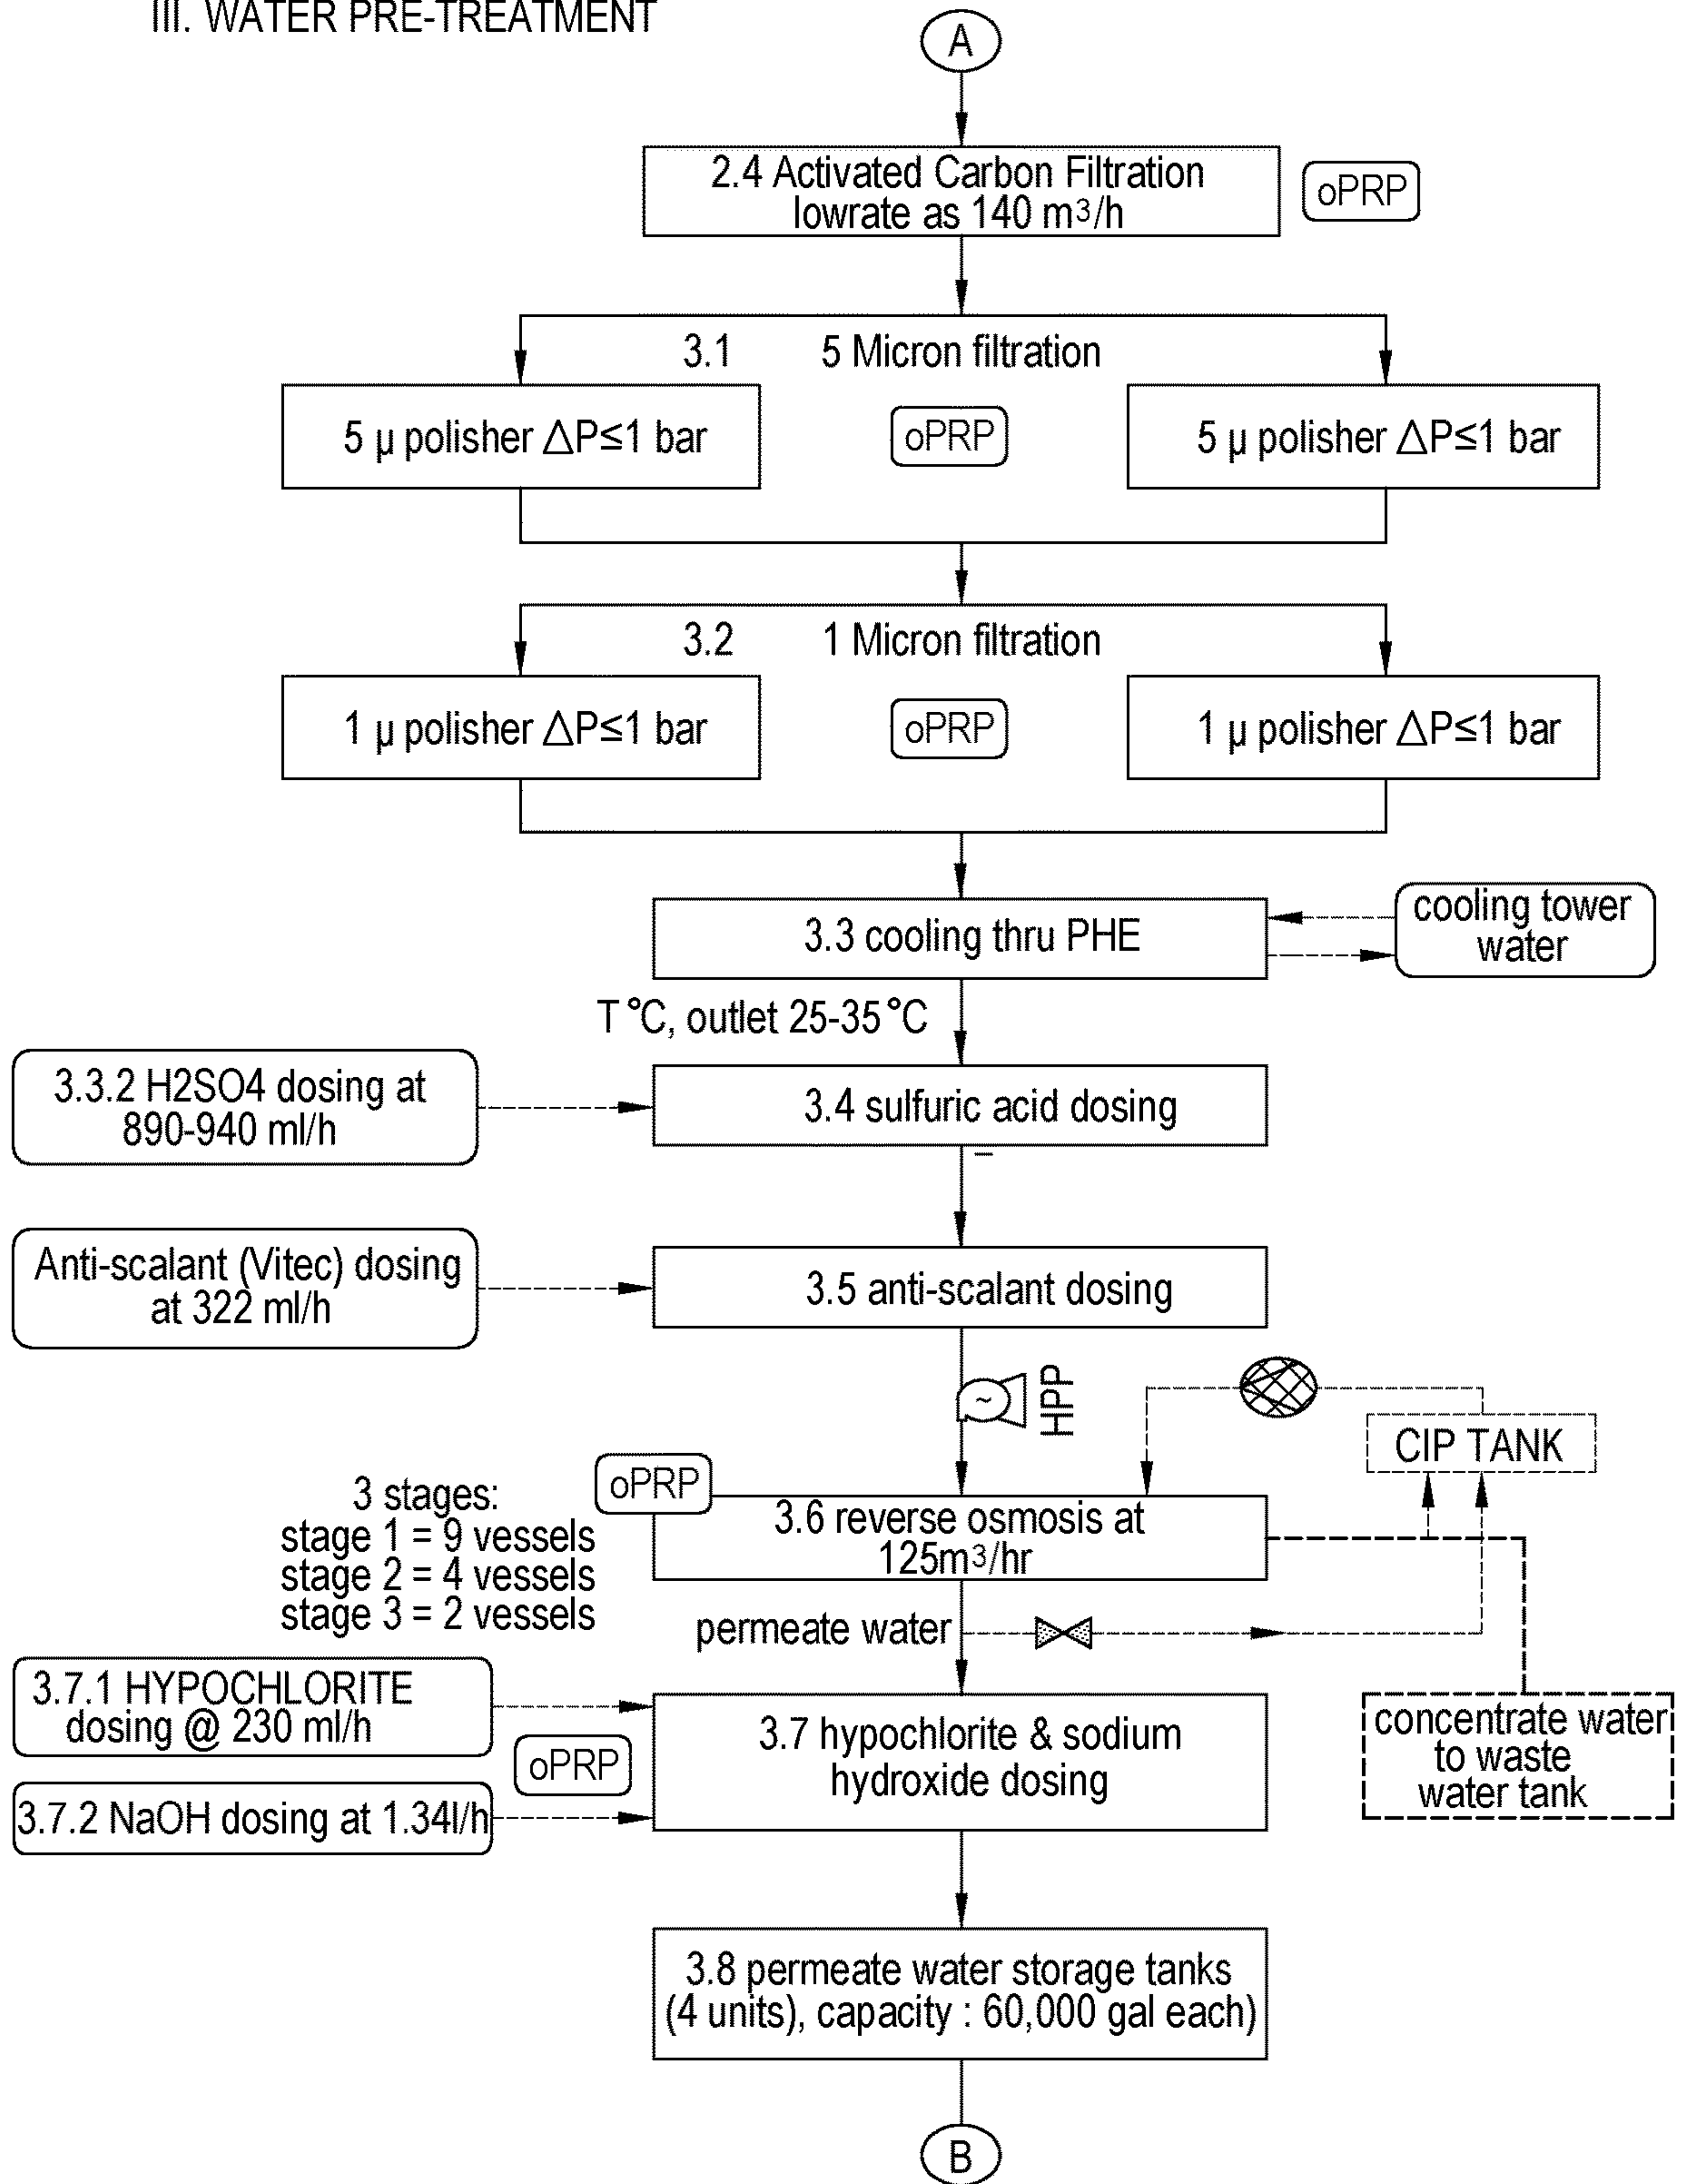 III. WATER PRE-TREATMENT
A
2.4 Activated Carbon Filtration
lowrate as 140 m3/h
oPRP
3.1 5 Micron filtration
5 µ polisher △P≤1 bar
oPRP
5 µ polisher △P≤1 bar
3.2 1 Micron filtration
1 µ polisher △P≤1 bar
oPRP
1 µ polisher △P≤1 bar
3.3 cooling thru PHE
cooling tower
water
T °C, outlet 25-35 °C
3.3.2 H2SO4 dosing at
890-940 ml/h
3.4 sulfuric acid dosing
Anti-scalant (Vitec) dosing
at 322 ml/h
3.5 anti-scalant dosing
~
HPP
CIP TANK
oPRP
3 stages:
stage 1 = 9 vessels
stage 2 = 4 vessels
stage 3 = 2 vessels
3.6 reverse osmosis at
125m3/hr
permeate water
3.7.1 HYPOCHLORITE
dosing @ 230 ml/h
oPRP
3.7.2 NaOH dosing at 1.34l/h
3.7 hypochlorite & sodium
hydroxide dosing
concentrate water
to waste
water tank
3.8 permeate water storage tanks
(4 units), capacity : 60,000 gal each)
B